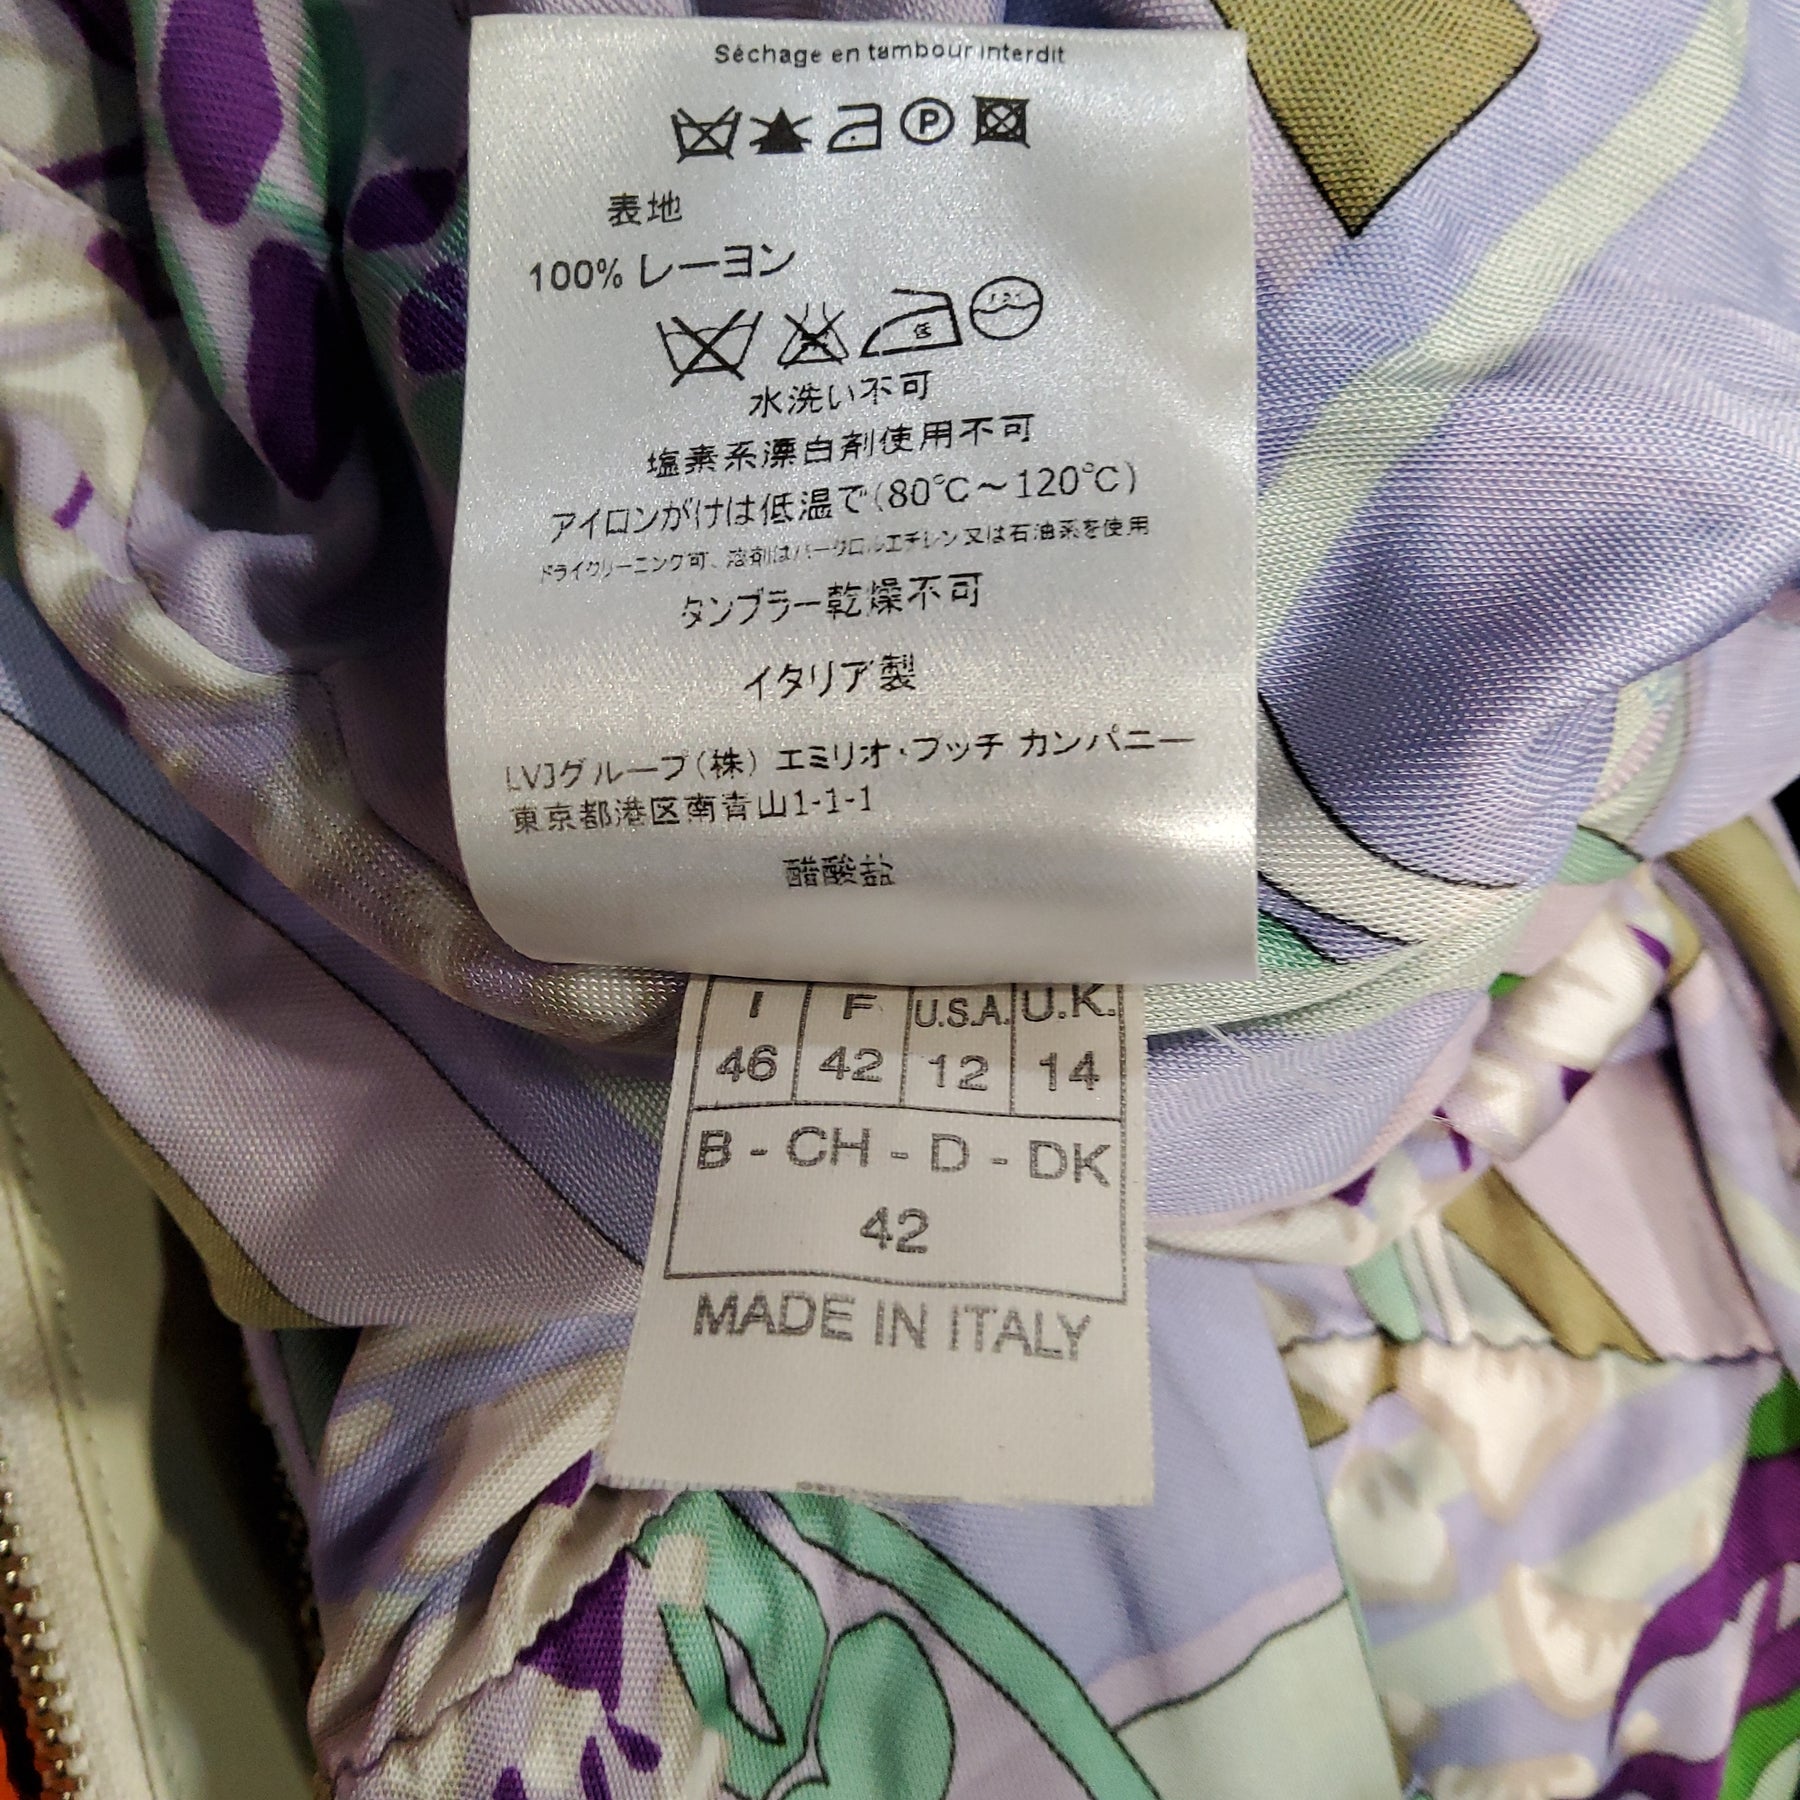 Séchage en tambour interdit
P
表地
100% レーヨン
低
水洗い不可
塩素系漂白剤使用不可
アイロンがけは低温で(80℃～120℃)
ドライクリーニング可、溶剤はパークロルエチレン又は石油系を使用
タンブラー乾燥不可
イタリア製
LVJグループ(株) エミリオ・プッチ カンパニー
東京都港区南青山1-1-1
醋酸盐
I F U.S.A. U.K.
46 42 12 14
B - CH - D - DK
42
MADE IN ITALY